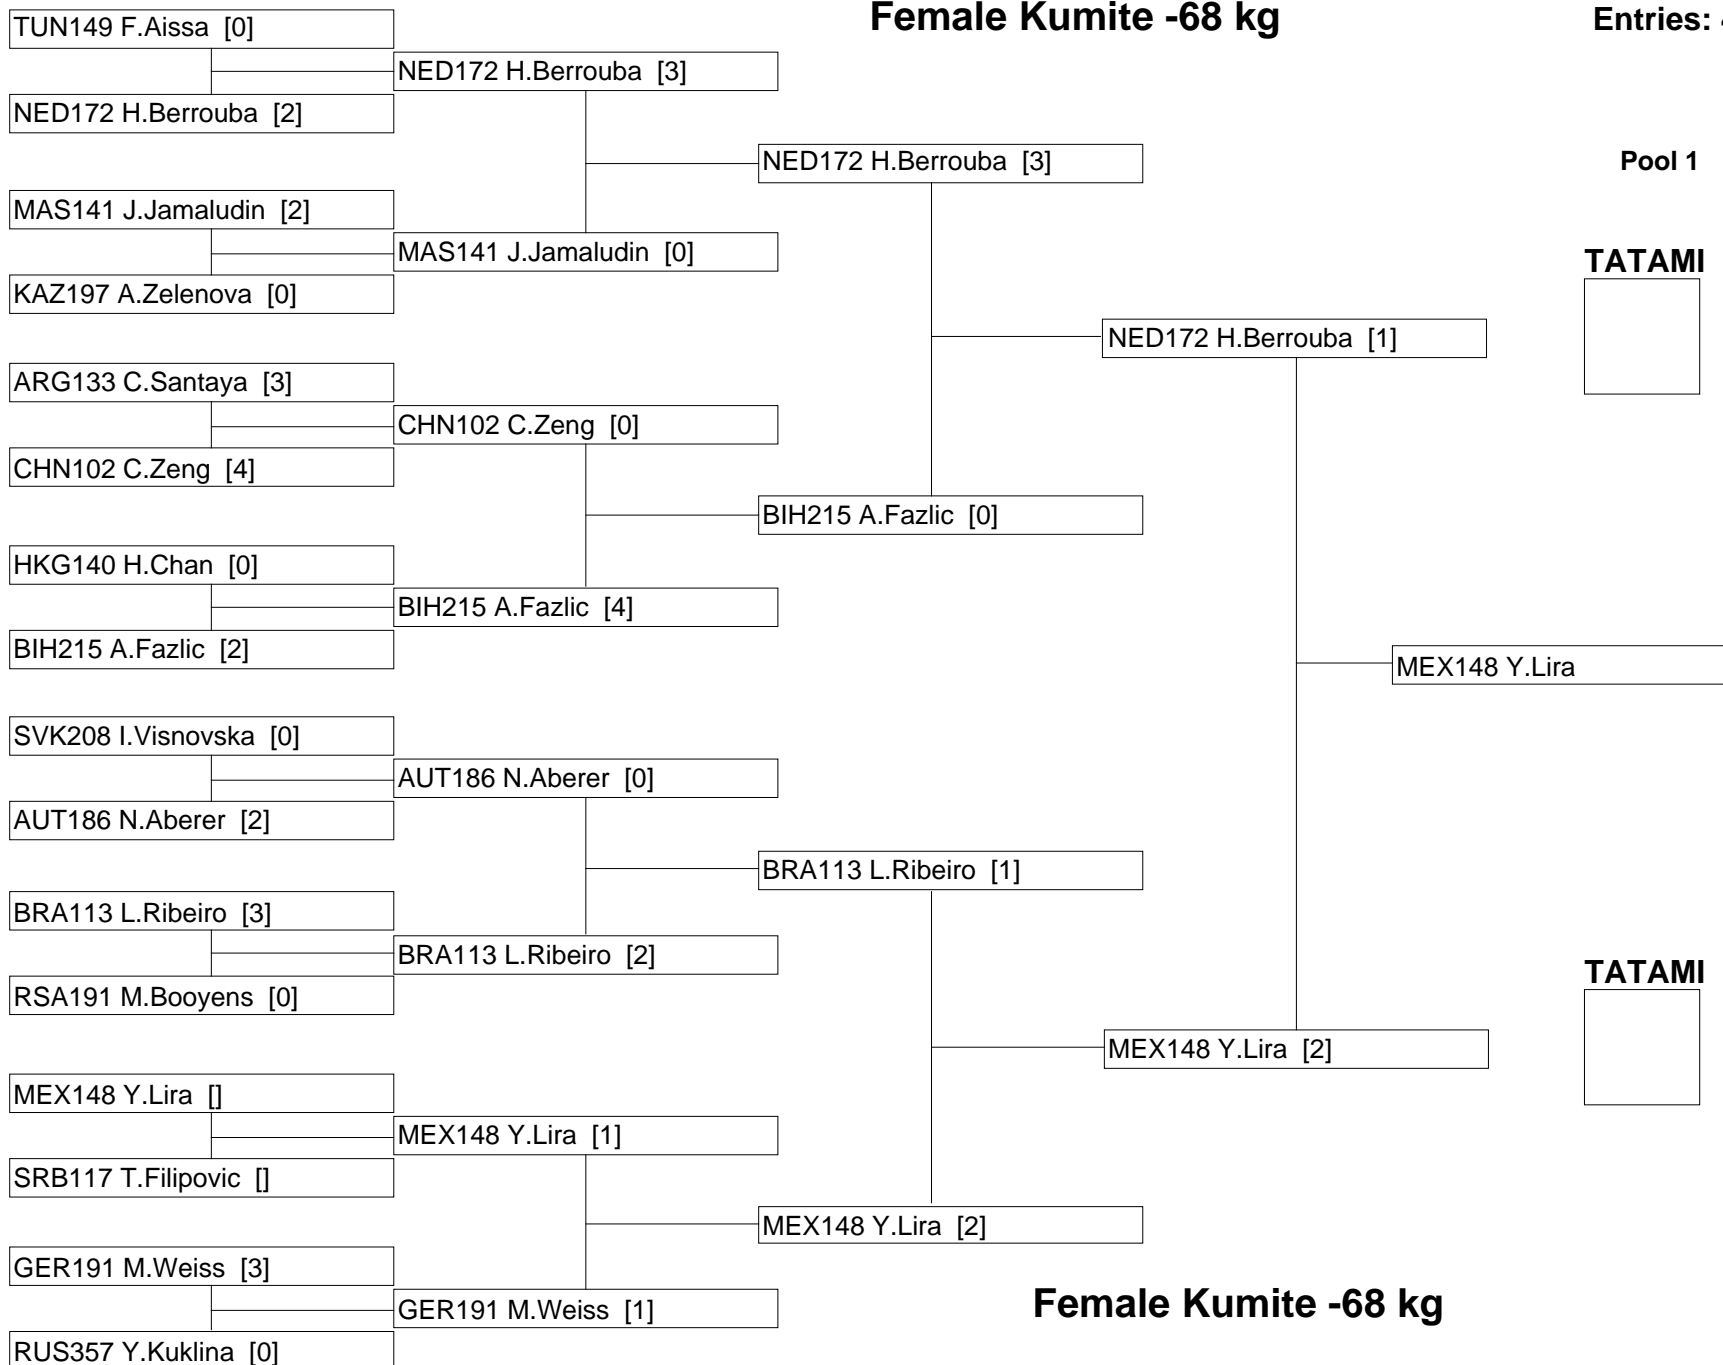 Female Kumite -68 kg
Entries:
Pool 1
TATAMI
TATAMI
TUN149 F.Aissa [0]
NED172 H.Berrouba [2]
MAS141 J.Jamaludin [2]
KAZ197 A.Zelenova [0]
ARG133 C.Santaya [3]
CHN102 C.Zeng [4]
HKG140 H.Chan [0]
BIH215 A.Fazlic [2]
SVK208 I.Visnovska [0]
AUT186 N.Aberer [2]
BRA113 L.Ribeiro [3]
RSA191 M.Booyens [0]
MEX148 Y.Lira []
SRB117 T.Filipovic []
GER191 M.Weiss [3]
RUS357 Y.Kuklina [0]
NED172 H.Berrouba [3]
MAS141 J.Jamaludin [0]
CHN102 C.Zeng [0]
BIH215 A.Fazlic [4]
AUT186 N.Aberer [0]
BRA113 L.Ribeiro [2]
MEX148 Y.Lira [1]
GER191 M.Weiss [1]
NED172 H.Berrouba [3]
BIH215 A.Fazlic [0]
BRA113 L.Ribeiro [1]
MEX148 Y.Lira [2]
NED172 H.Berrouba [1]
MEX148 Y.Lira [2]
MEX148 Y.Lira
Female Kumite -68 kg